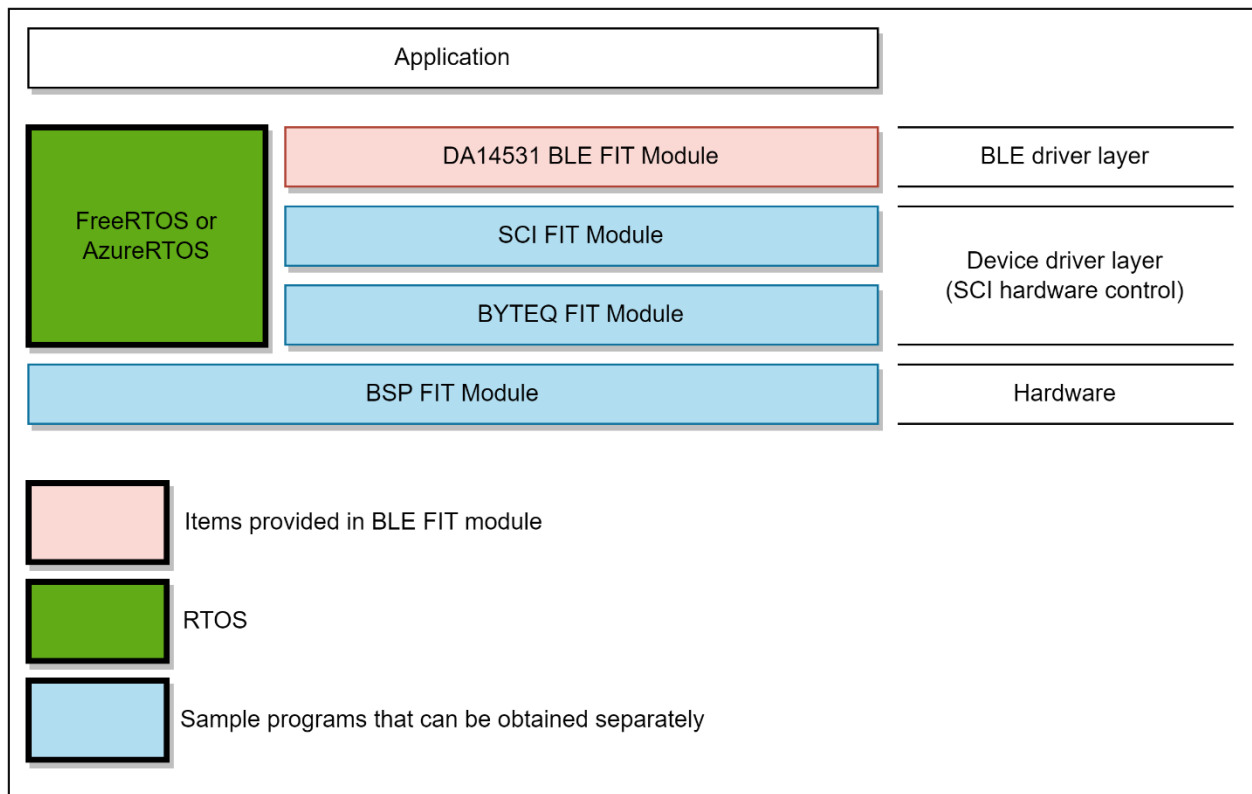 Application
FreeRTOS or
AzureRTOS
DA14531 BLE FIT Module
BLE driver layer
SCI FIT Module
BYTEQ FIT Module
Device driver layer
(SCI hardware control)
BSP FIT Module
Hardware
Items provided in BLE FIT module
RTOS
Sample programs that can be obtained separately